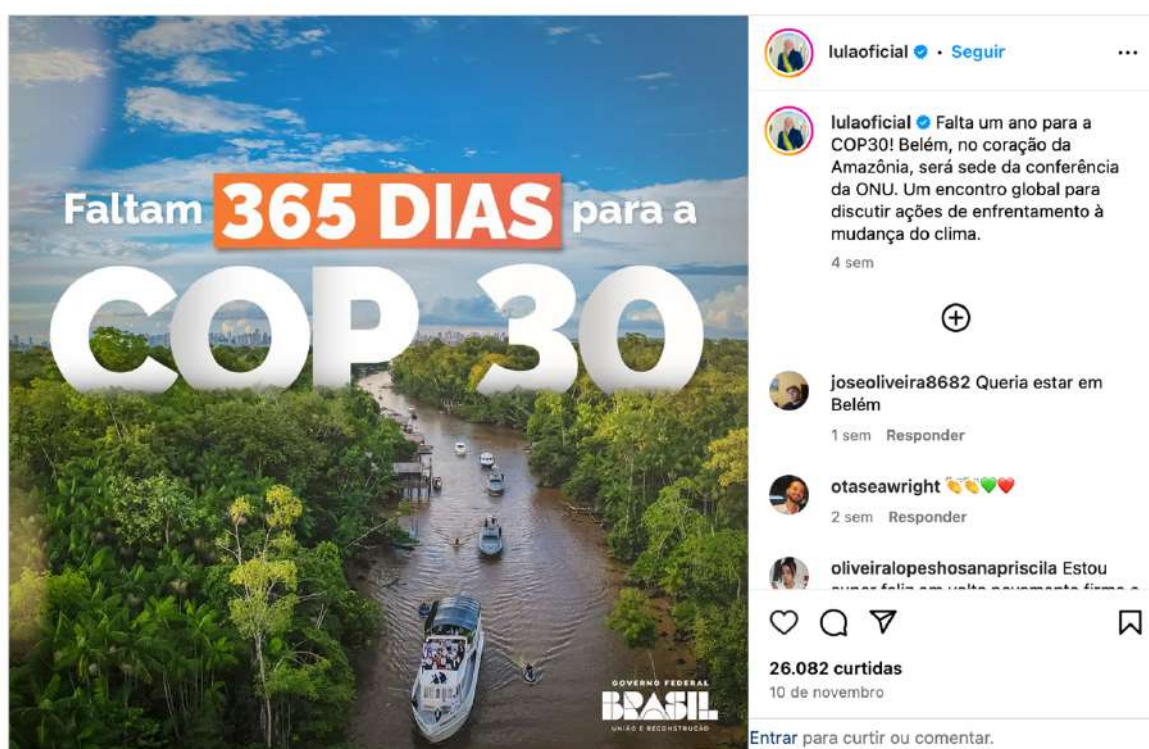 Faltam 365 DIAS para a
COP 30
GOVERNO FEDERAL
BRASIL
UNIÃO E RECONSTRUÇÃO
lulaoficial • Seguir
lulaoficial Falta um ano para a
COP30! Belém, no coração da
Amazônia, será sede da conferência
da ONU. Um encontro global para
discutir ações de enfrentamento à
mudança do clima.
4 sem
joseoliveira8682 Queria estar em
Belém
1 sem Responder
otaseawright 👏👏💚❤️
2 sem Responder
oliveiralopeshosanapriscila Estou
26.082 curtidas
10 de novembro
Entrar para curtir ou comentar.